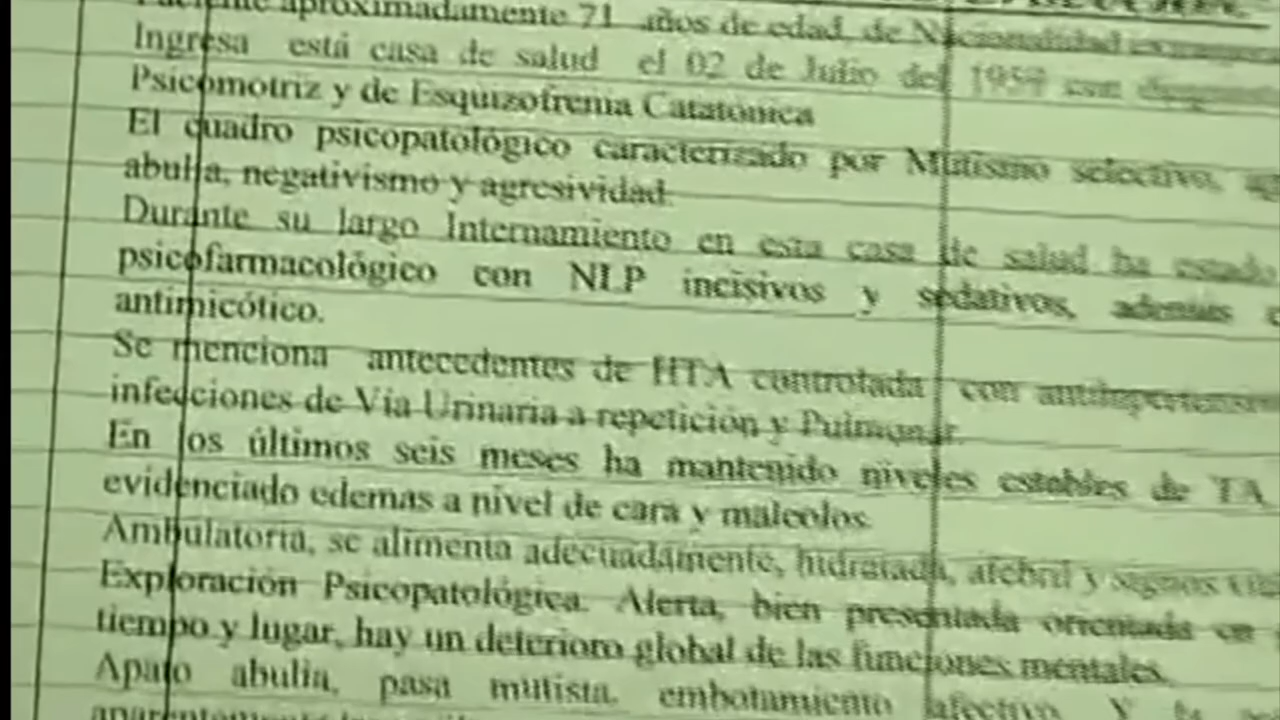 Paciente aproximadamente 71 años de edad, de Nacionalidad
Ingresa está casa de salud el 02 de Julio del 1959 con
Psicomotriz y de Esquizofrenia Catatónica
El cuadro psicopatológico caracterizado por Mutismo selectivo,
abulia, negativismo y agresividad.
Durante su largo Internamiento en esta casa de salud ha estado
psicofarmacológico con NLP incisivos y sedativos, además
antimicótico.
Se menciona antecedentes de HTA controlada con
infecciones de Vía Urinaria a repetición y Pulmonar.
En los últimos seis meses ha mantenido niveles estables de TA
evidenciado edemas a nivel de cara y maleolos.
Ambulatoria, se alimenta adecuadamente, hidratada, afebril y signos
Exploración Psicopatológica. Alerta, bien presentada orientada en
tiempo y lugar, hay un deterioro global de las funciones mentales.
Apato abulia, pasa mutista, embotamiento afectivo. Y
aparentemente